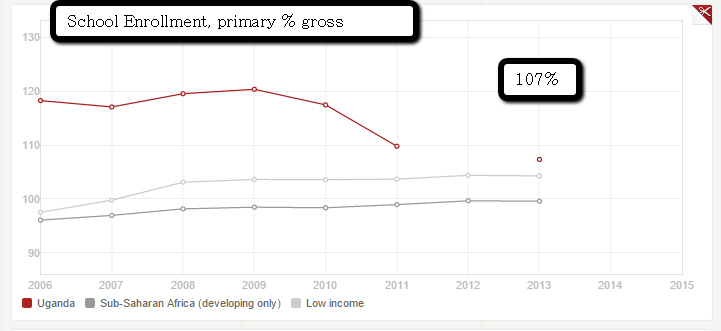 School Enrollment, primary % gross
130
107%
120
110
100
90
2006 2007 2008 2009 2010 2011 2012 2013 2014 2015
Uganda Sub-Saharan Africa (developing only) Low income